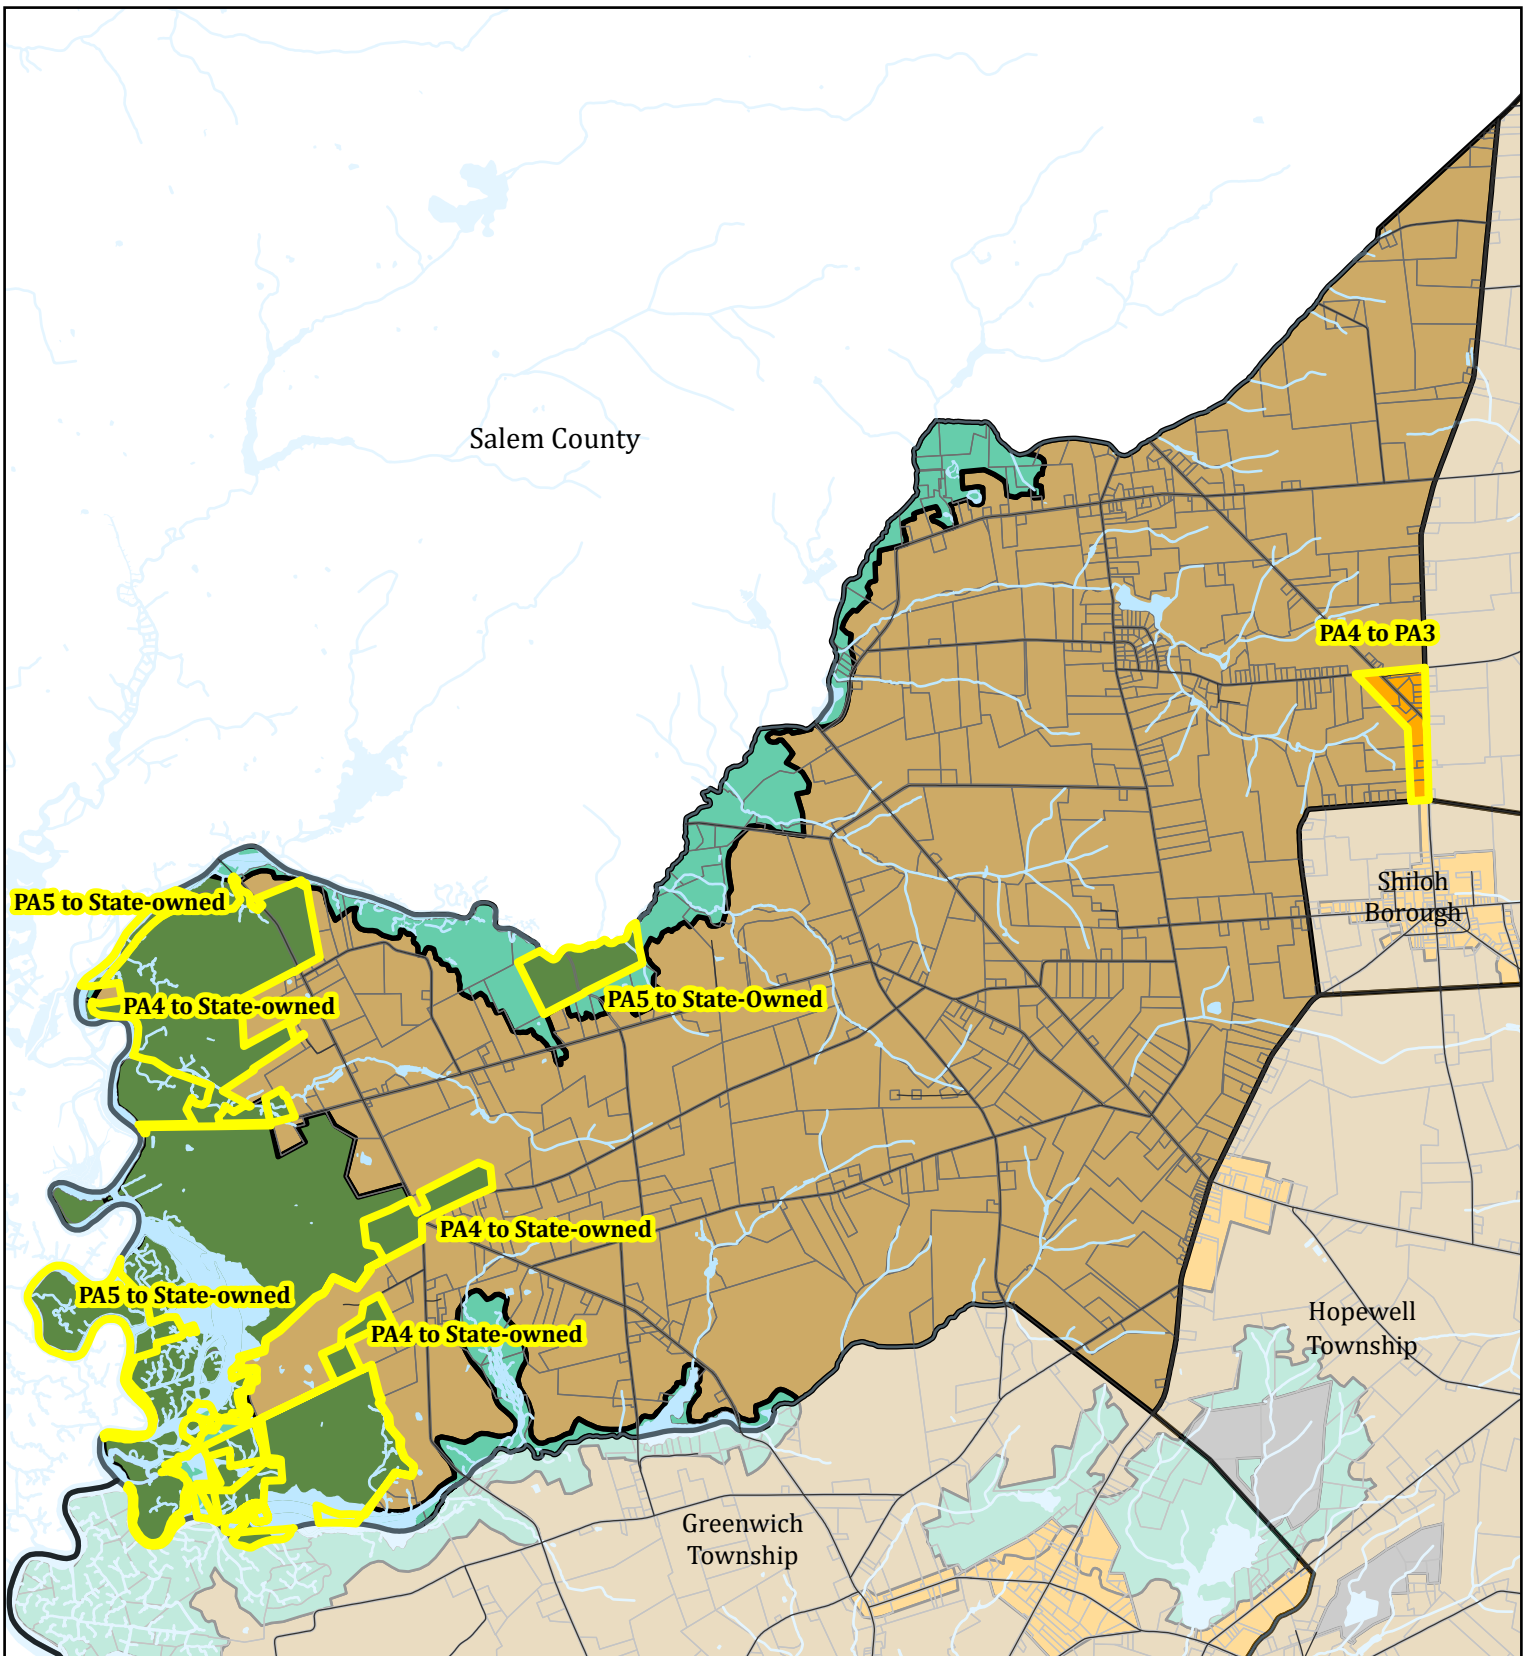 Salem County
PA4 to PA3
Shiloh
Borough
PA5 to State-owned
PA5 to State-Owned
PA4 to State-owned
PA4 to State-owned
PA5 to State-owned
Hopewell
Township
PA4 to State-owned
Greenwich
Township